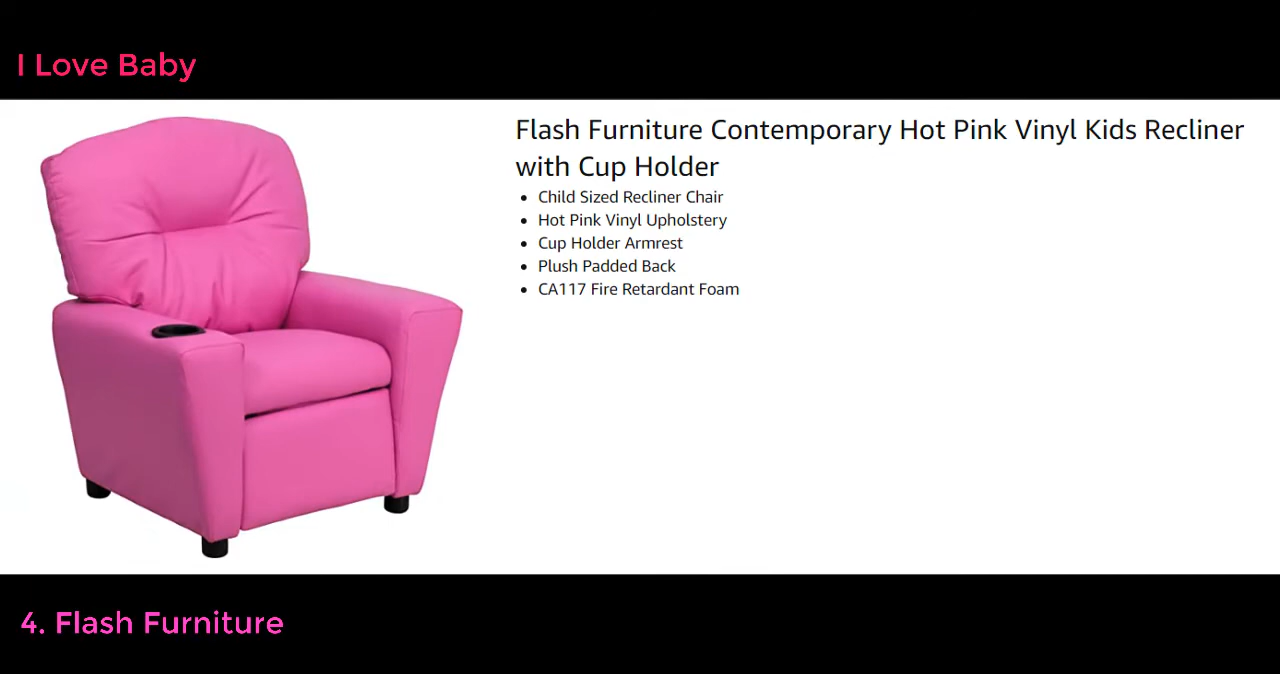 I Love Baby
Flash Furniture Contemporary Hot Pink Vinyl Kids Recliner
with Cup Holder
Child Sized Recliner Chair
Hot Pink Vinyl Upholstery
Cup Holder Armrest
Plush Padded Back
CA117 Fire Retardant Foam
4. Flash Furniture